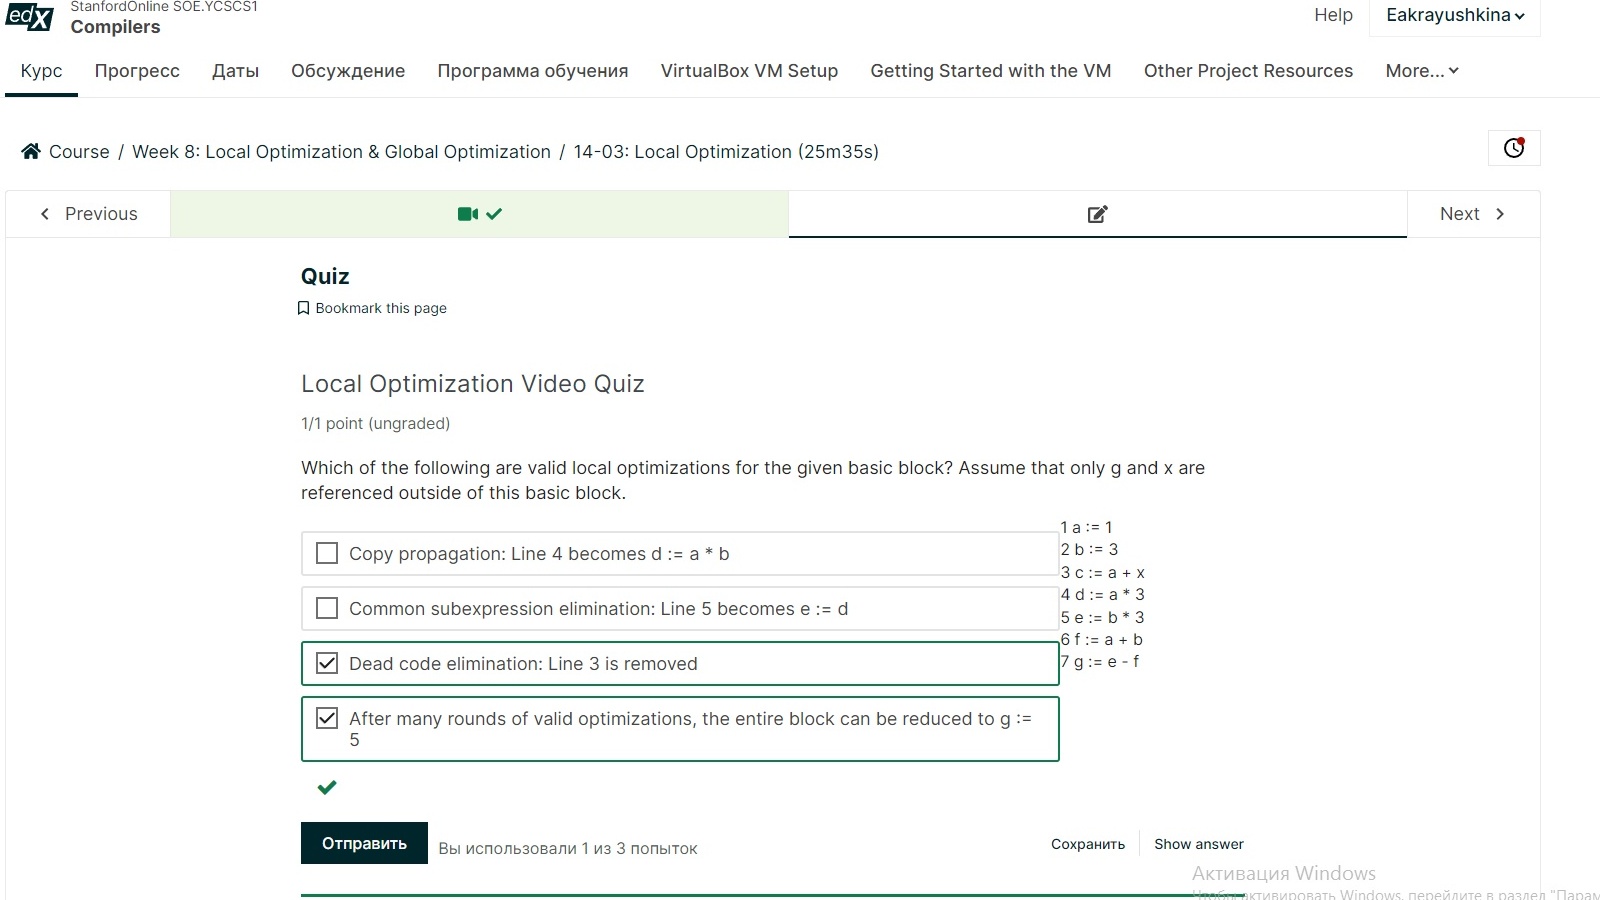 edX
StanfordOnline SOE.YCSCS1
Compilers
Help
Eakrayushkina
Курс
Прогресс
Даты
Обсуждение
Программа обучения
VirtualBox VM Setup
Getting Started with the VM
Other Project Resources
More...
Course / Week 8: Local Optimization & Global Optimization / 14-03: Local Optimization (25m35s)
Previous
Next
Quiz
Bookmark this page
Local Optimization Video Quiz
1/1 point (ungraded)
Which of the following are valid local optimizations for the given basic block? Assume that only g and x are
referenced outside of this basic block.
Copy propagation: Line 4 becomes d := a * b
Common subexpression elimination: Line 5 becomes e := d
Dead code elimination: Line 3 is removed
After many rounds of valid optimizations, the entire block can be reduced to g :=
5
1 a := 1
2 b := 3
3 c := a + x
4 d := a * 3
5 e := b * 3
6 f := a + b
7 g := e - f
Отправить
Вы использовали 1 из 3 попыток
Сохранить
Show answer
Активация Windows
Чтобы активировать Windows, перейдите в раздел "Парам